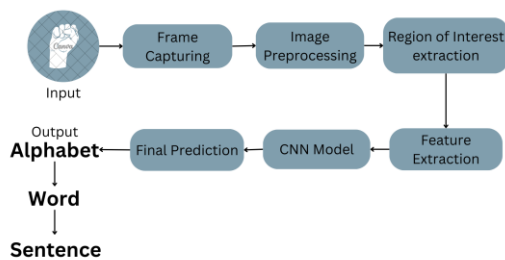 Canva
Input
Frame
Capturing
Image
Preprocessing
Region of Interest
extraction
Feature
Extraction
CNN Model
Final Prediction
Output
Alphabet
Word
Sentence